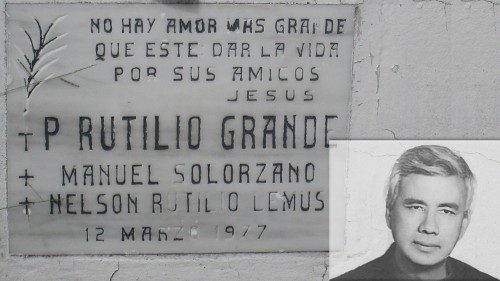 NO HAY AMOR MAS GRANDE
QUE ESTE DAR LA VIDA
POR SUS AMICOS
JESUS
† P RUTILIO GRANDE
+ MANUEL SOLORZANO
+ NELSON RUTILIO LEMUS
12 MARZO 1977